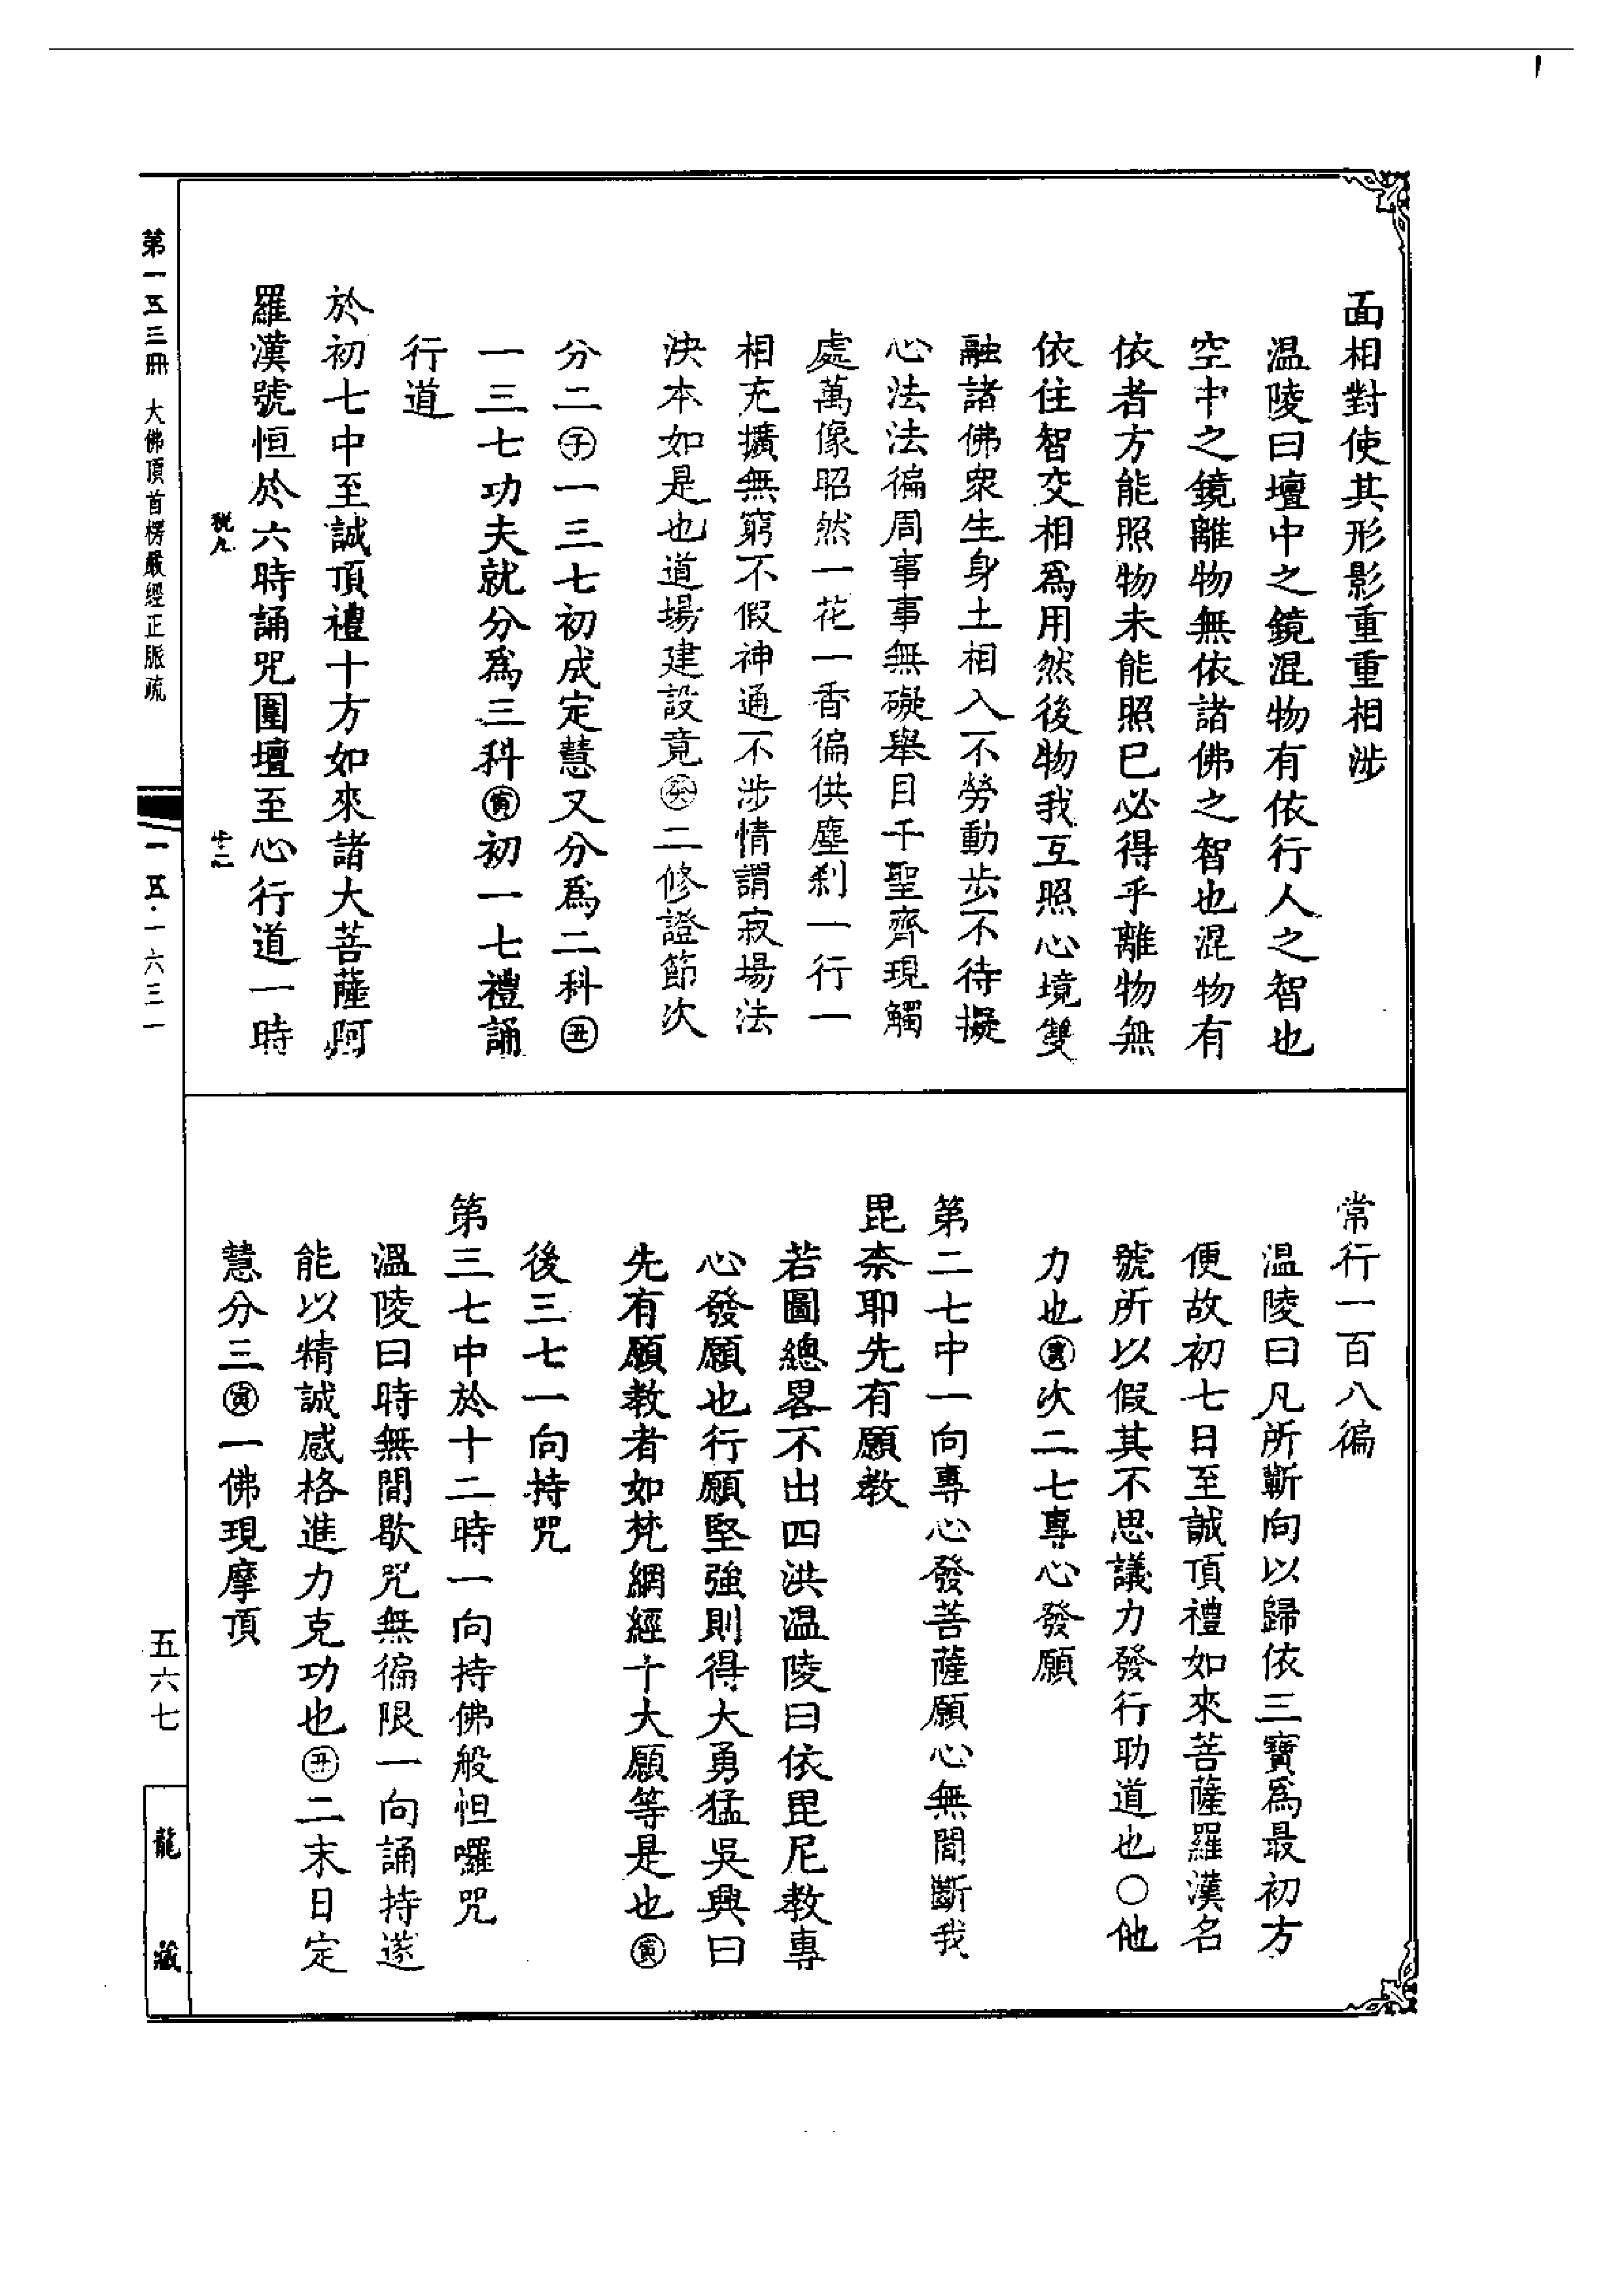 面相對使其形影重重相涉
温陵曰壇中之鏡混物有依行人之智也
空中之鏡離物無依諸佛之智也混物有
依者方能照物未能照已必得乎離物無
依住智交相為用然後物我互照心境雙
融諸佛衆生身土相入不勞動步不待擬
心法法徧周事事無礙舉目千聖齊現觸
處萬像昭然一花一香徧供塵剎一行一
相充擴無窮不假神通不涉情謂寂場法
決本如是也道場建設竟㊛二修證節次
分二㊛一三七初成定慧又分為二科㊛
一三七功夫就分為三科㊛初一七禮誦
行道
於初七中至誠頂禮十方如來諸大菩薩阿
羅漢號恒於六時誦咒圍壇至心行道一時
税九
十二
常行一百八徧
温陵曰凡所蘄向以歸依三寶為最初方
便故初七日至誠頂禮如來菩薩羅漢名
號所以假其不思議力發行助道也○他
力也㊢次二七專心發願
第二七中一向專心發菩薩願心無間斷我
毘奈耶先有願教
若圖總畧不出四洪温陵曰依毘尼教專
心發願也行願堅強則得大勇猛吳興曰
先有願教者如梵網經十大願等是也㊢
後三七一向持咒
第三七中於十二時一向持佛般怛囉咒
溫陵曰時無間歇咒無徧限一向誦持遂
能以精誠感格進力克功也㊄二末日定
慧分三㊢一佛現摩頂
第一五三冊 大佛頂首楞嚴經正脈疏
一五·一六三一
五六七
龍藏